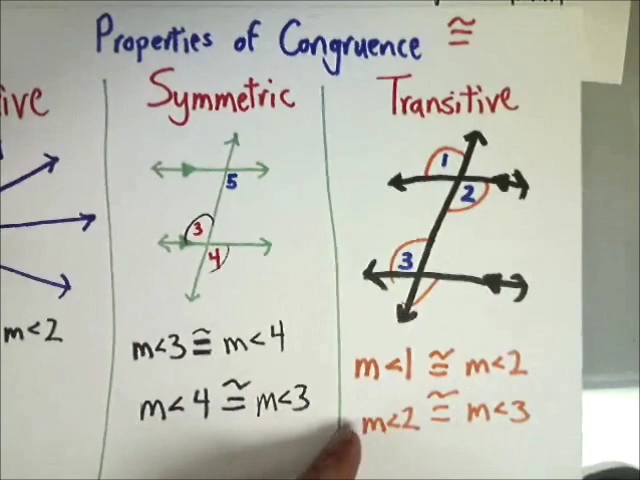 Properties of Congruence ≅
ive
Symmetric
Transitive
5
3
4
1
2
3
m<2
m<3 ≅ m<4
m<4 ≅ m<3
m<1 ≅ m<2
m<2 ≅ m<3